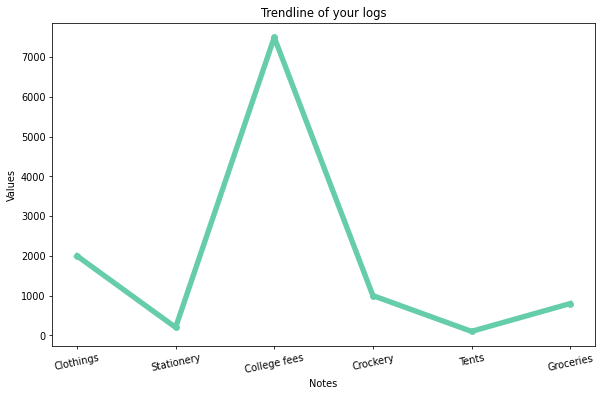 Trendline of your logs
Values
7000
6000
5000
4000
3000
2000
1000
0
Clothings Stationery College fees Crockery Tents Groceries
Notes